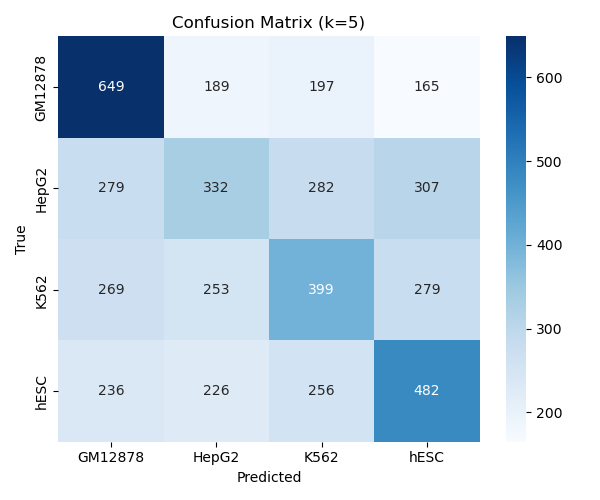 Confusion Matrix (k=5)
True
GM12878 649 189 197 165
HepG2 279 332 282 307
K562 269 253 399 279
hESC 236 226 256 482
GM12878 HepG2 K562 hESC
Predicted
600
500
400
300
200